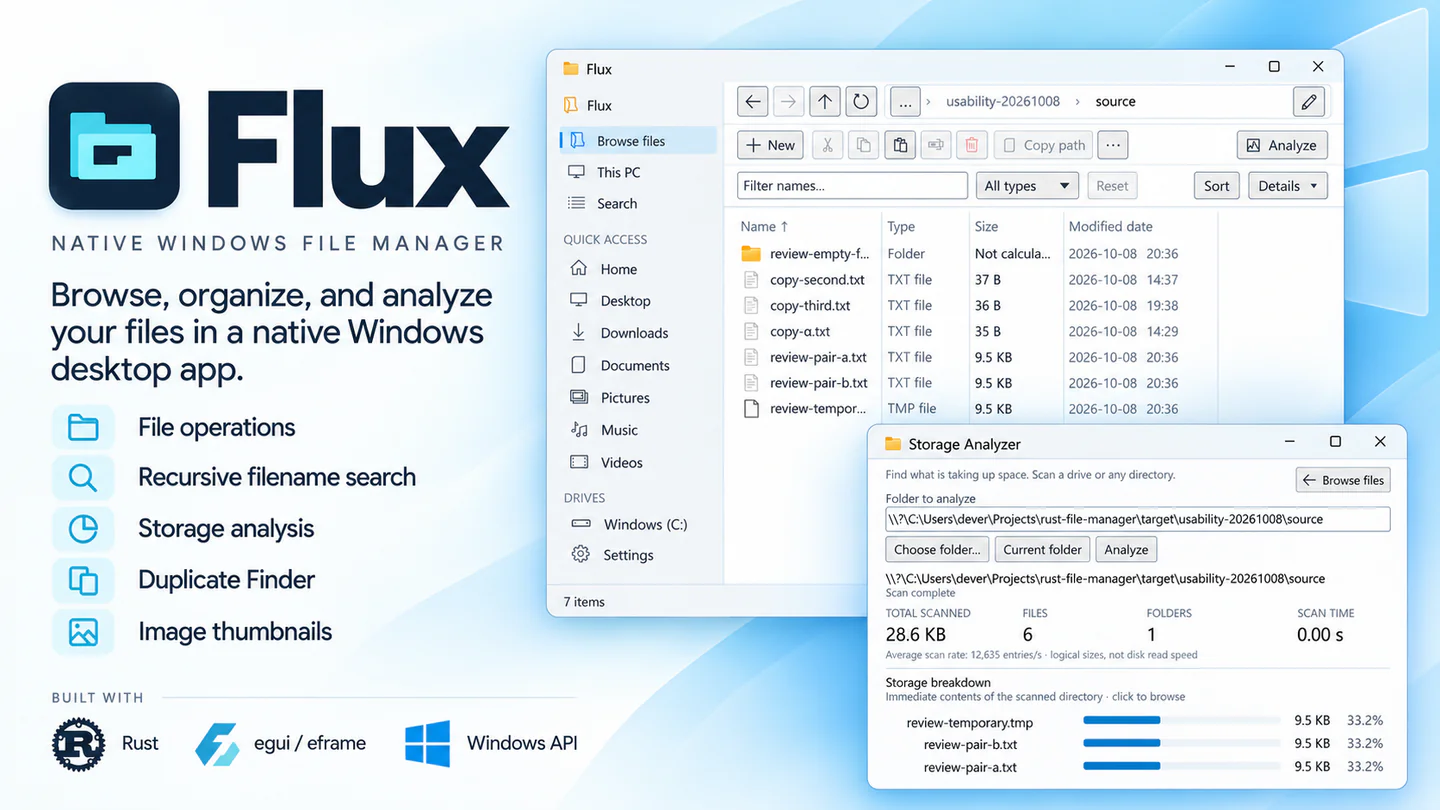 Flux
NATIVE WINDOWS FILE MANAGER
Browse, organize, and analyze
your files in a native Windows
desktop app.
File operations
Recursive filename search
Storage analysis
Duplicate Finder
Image thumbnails
BUILT WITH
R
Rust
egui / eframe
Windows API
Flux
Flux
Browse files
This PC
Search
QUICK ACCESS
Home
Desktop
Downloads
Documents
Pictures
Music
Videos
DRIVES
Windows (C:)
Settings
7 items
... › usability-20261008 › source
+ New Copy path ... Analyze
Filter names... All types Reset Sort Details
Name ↑ Type Size Modified date
review-empty-f... Folder Not calcula... 2026-10-08 20:36
copy-second.txt TXT file 37 B 2026-10-08 14:37
copy-third.txt TXT file 36 B 2026-10-08 19:38
copy-α.txt TXT file 35 B 2026-10-08 14:29
review-pair-a.txt TXT file 9.5 KB 2026-10-08 20:36
review-pair-b.txt TXT file 9.5 KB 2026-10-08 20:36
review-tempor... TMP file 9.5 KB 2026-10-08 20:36
Storage Analyzer
Find what is taking up space. Scan a drive or any directory.
← Browse files
Folder to analyze
\\?\C:\Users\dever\Projects\rust-file-manager\target\usability-20261008\source
Choose folder... Current folder Analyze
\\?\C:\Users\dever\Projects\rust-file-manager\target\usability-20261008\source
Scan complete
TOTAL SCANNED FILES FOLDERS SCAN TIME
28.6 KB 6 1 0.00 s
Average scan rate: 12,635 entries/s · logical sizes, not disk read speed
Storage breakdown
Immediate contents of the scanned directory · click to browse
review-temporary.tmp 9.5 KB 33.2%
review-pair-b.txt 9.5 KB 33.2%
review-pair-a.txt 9.5 KB 33.2%